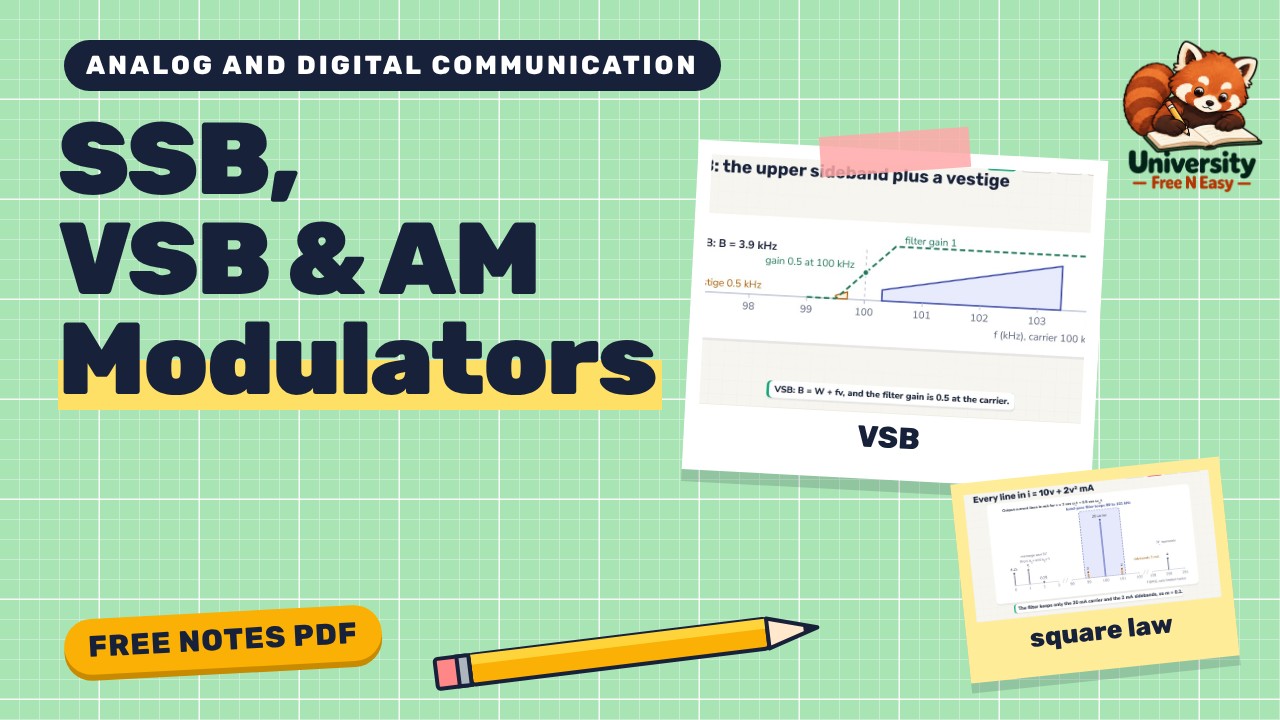 ANALOG AND DIGITAL COMMUNICATION
SSB,
VSB & AM
Modulators
University
Free N Easy
: the upper sideband plus a vestige
B: B = 3.9 kHz
filter gain 1
gain 0.5 at 100 kHz
stige 0.5 kHz
98 99 100 101 102 103
f (kHz), carrier 100 k
VSB: B = W + fv, and the filter gain is 0.5 at the carrier.
VSB
Every line in i = 10v + 2v² mA
The filter keeps only the 20 mA carrier and the 2 mA sidebands, so m = 0.2.
square law
FREE NOTES PDF